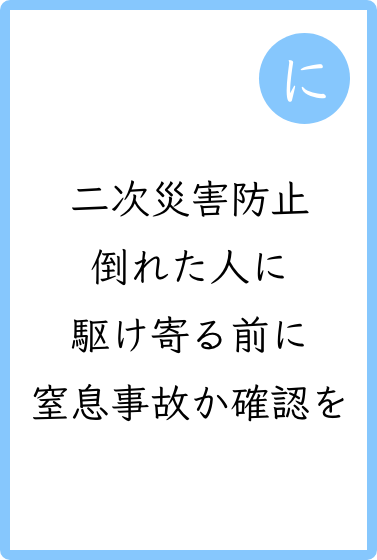 に
二次災害防止
倒れた人に
駆け寄る前に
窒息事故か確認を